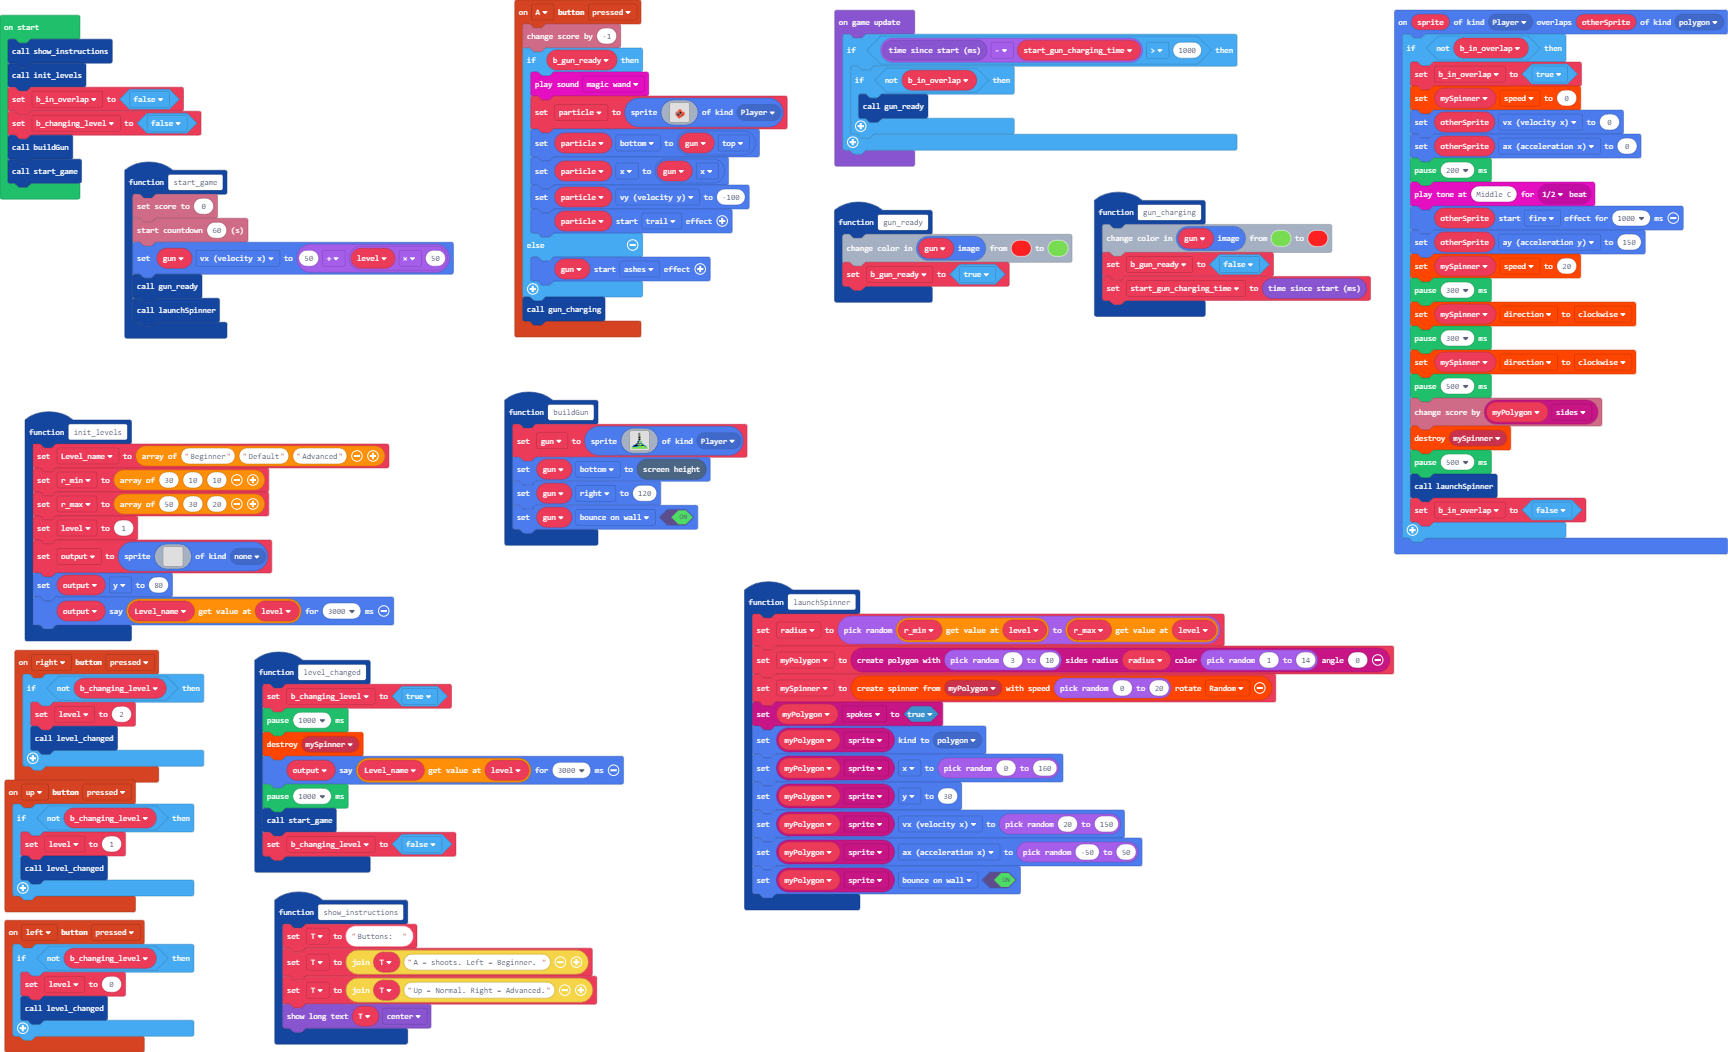 on start
call show_instructions
call init_levels
set b_in_overlap to false
set b_changing_level to false
call buildGun
call start_game
function start_game
set score to 0
start countdown 60 (s)
set gun vx (velocity x) to 50 + level × 50
call gun_ready
call launchSpinner
on A button pressed
change score by -1
if b_gun_ready then
play sound magic wand
set particle to sprite of kind Player
set particle bottom to gun top
set particle x to gun x
set particle vy (velocity y) to -100
particle start trail effect
else
gun start ashes effect
call gun_charging
on game update
if time since start (ms) - start_gun_charging_time > 1000 then
if not b_in_overlap then
call gun_ready
function gun_ready
change color in gun image from to
set b_gun_ready to true
function gun_charging
change color in gun image from to
set b_gun_ready to false
set start_gun_charging_time to time since start (ms)
on sprite of kind Player overlaps otherSprite of kind polygon
if not b_in_overlap then
set b_in_overlap to true
set mySpinner speed to 0
set otherSprite vx (velocity x) to 0
set otherSprite ax (acceleration x) to 0
pause 200 ms
play tone at Middle C for 1/2 beat
otherSprite start fire effect for 1000 ms
set otherSprite ay (acceleration y) to 150
set mySpinner speed to 20
pause 300 ms
set mySpinner direction to clockwise
pause 300 ms
set mySpinner direction to clockwise
pause 500 ms
change score by myPolygon sides
destroy mySpinner
pause 500 ms
call launchSpinner
set b_in_overlap to false
function init_levels
set Level_name to array of "Beginner" "Default" "Advanced"
set r_min to array of 30 10 10
set r_max to array of 50 30 20
set level to 1
set output to sprite of kind none
set output y to 80
output say Level_name get value at level for 3000 ms
function buildGun
set gun to sprite of kind Player
set gun bottom to screen height
set gun right to 120
set gun bounce on wall ON
function launchSpinner
set radius to pick random r_min get value at level to r_max get value at level
set myPolygon to create polygon with pick random 3 to 10 sides radius radius color pick random 1 to 14 angle 0
set mySpinner to create spinner from myPolygon with speed pick random 0 to 20 rotate Random
set myPolygon spokes to true
set myPolygon sprite kind to polygon
set myPolygon sprite x to pick random 0 to 160
set myPolygon sprite y to 30
set myPolygon sprite vx (velocity x) to pick random 20 to 150
set myPolygon sprite ax (acceleration x) to pick random -50 to 50
set myPolygon sprite bounce on wall ON
on right button pressed
if not b_changing_level then
set level to 2
call level_changed
on up button pressed
if not b_changing_level then
set level to 1
call level_changed
on left button pressed
if not b_changing_level then
set level to 0
call level_changed
function level_changed
set b_changing_level to true
pause 1000 ms
destroy mySpinner
output say Level_name get value at level for 3000 ms
pause 1000 ms
call start_game
set b_changing_level to false
function show_instructions
set T to "Buttons: "
set T to join T "A = shoots. Left = Beginner. "
set T to join T "Up = Normal. Right = Advanced."
show long text T center